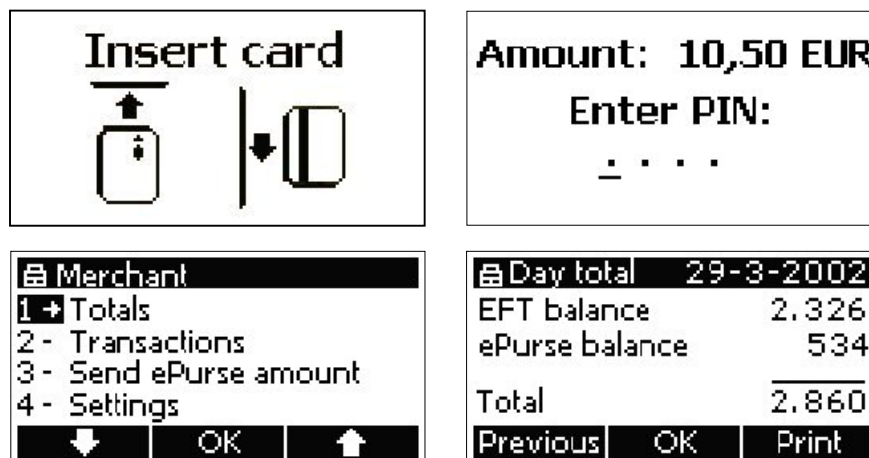 Insert card
Amount: 10,50 EUR
Enter PIN:
Merchant
1 → Totals
2 - Transactions
3 - Send ePurse amount
4 - Settings
OK
Day total 29-3-2002
EFT balance 2.326
ePurse balance 534
Total 2.860
Previous OK Print